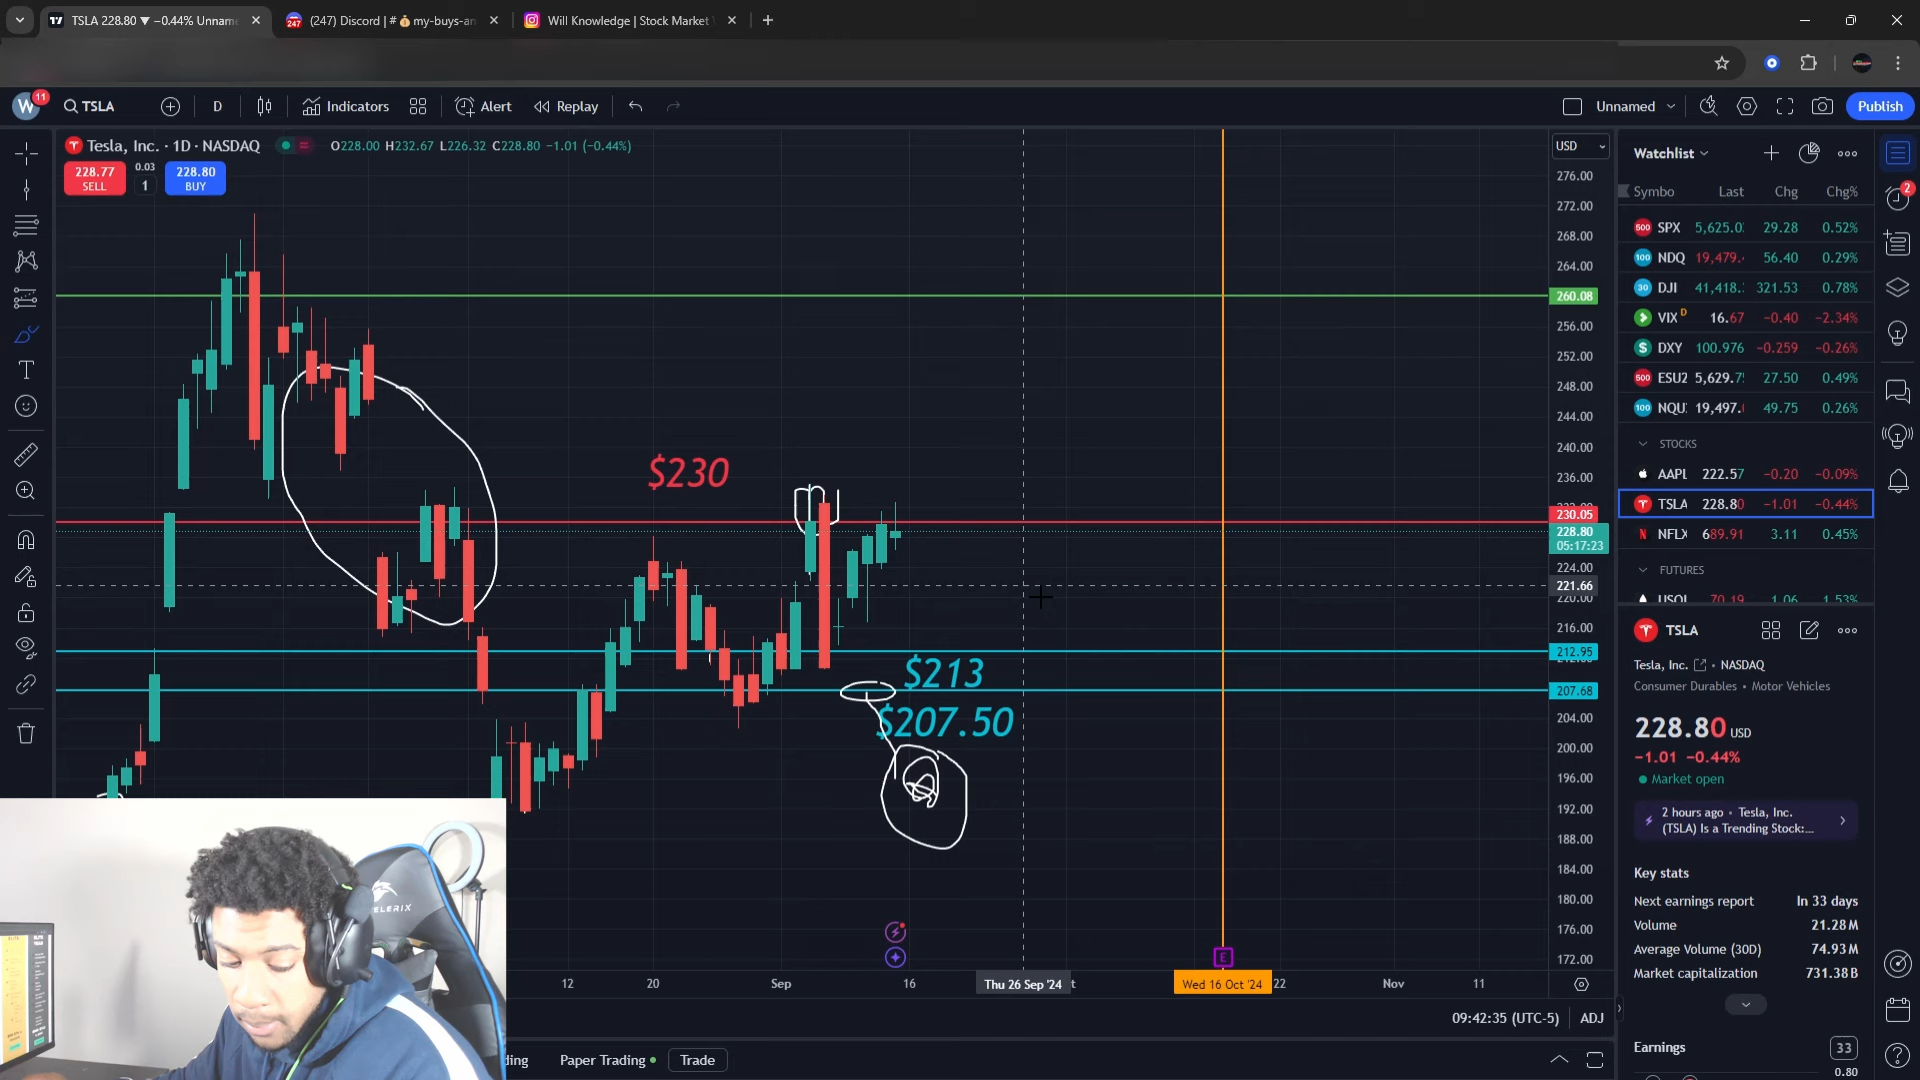 TSLA 228.80 ▼ −0.44% Unnam
(247) Discord | # 💰my-buys-an
Will Knowledge | Stock Market
W
11
TSLA
D
Indicators
Alert
Replay
Unnamed
Publish
Tesla, Inc. · 1D · NASDAQ
O228.00 H232.67 L226.32 C228.80 −1.01 (−0.44%)
228.77
SELL
0.03
1
228.80
BUY
USD
276.00
272.00
268.00
264.00
260.08
256.00
252.00
248.00
244.00
240.00
236.00
230.05
228.80
05:17:23
224.00
221.66
220.00
216.00
212.95
207.68
204.00
200.00
196.00
192.00
188.00
184.00
180.00
176.00
172.00
$230
$213
$207.50
E
12
20
Sep
16
Thu 26 Sep '24
Wed 16 Oct '24
22
Nov
11
09:42:35 (UTC-5)
ADJ
Paper Trading
Trade
Watchlist
Symbo Last Chg Chg%
SPX 5,625.0 29.28 0.52%
NDQ 19,479. 56.40 0.29%
DJI 41,418. 321.53 0.78%
VIX D 16.67 −0.40 −2.34%
DXY 100.976 −0.259 −0.26%
ESU2 5,629.7 27.50 0.49%
NQU 19,497. 49.75 0.26%
STOCKS
AAPL 222.57 −0.20 −0.09%
TSLA 228.80 −1.01 −0.44%
NFLX 689.91 3.11 0.45%
FUTURES
USOI 70.19 1.06 1.53%
TSLA
Tesla, Inc. • NASDAQ
Consumer Durables • Motor Vehicles
228.80 USD
−1.01 −0.44%
Market open
2 hours ago • Tesla, Inc.
(TSLA) Is a Trending Stock:...
Key stats
Next earnings report In 33 days
Volume 21.28M
Average Volume (30D) 74.93M
Market capitalization 731.38B
Earnings
33
0.80
2